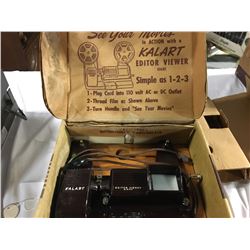 See Your Movies
in ACTION with a
KALART
EDITOR VIEWER
Simple as 1-2-3
1-Plug Cord into 110 volt AC or DC Outlet
2-Thread Film as Shown Above
3-Turn Handle and "See Your Movies"
KALART
EDITOR VIEWER